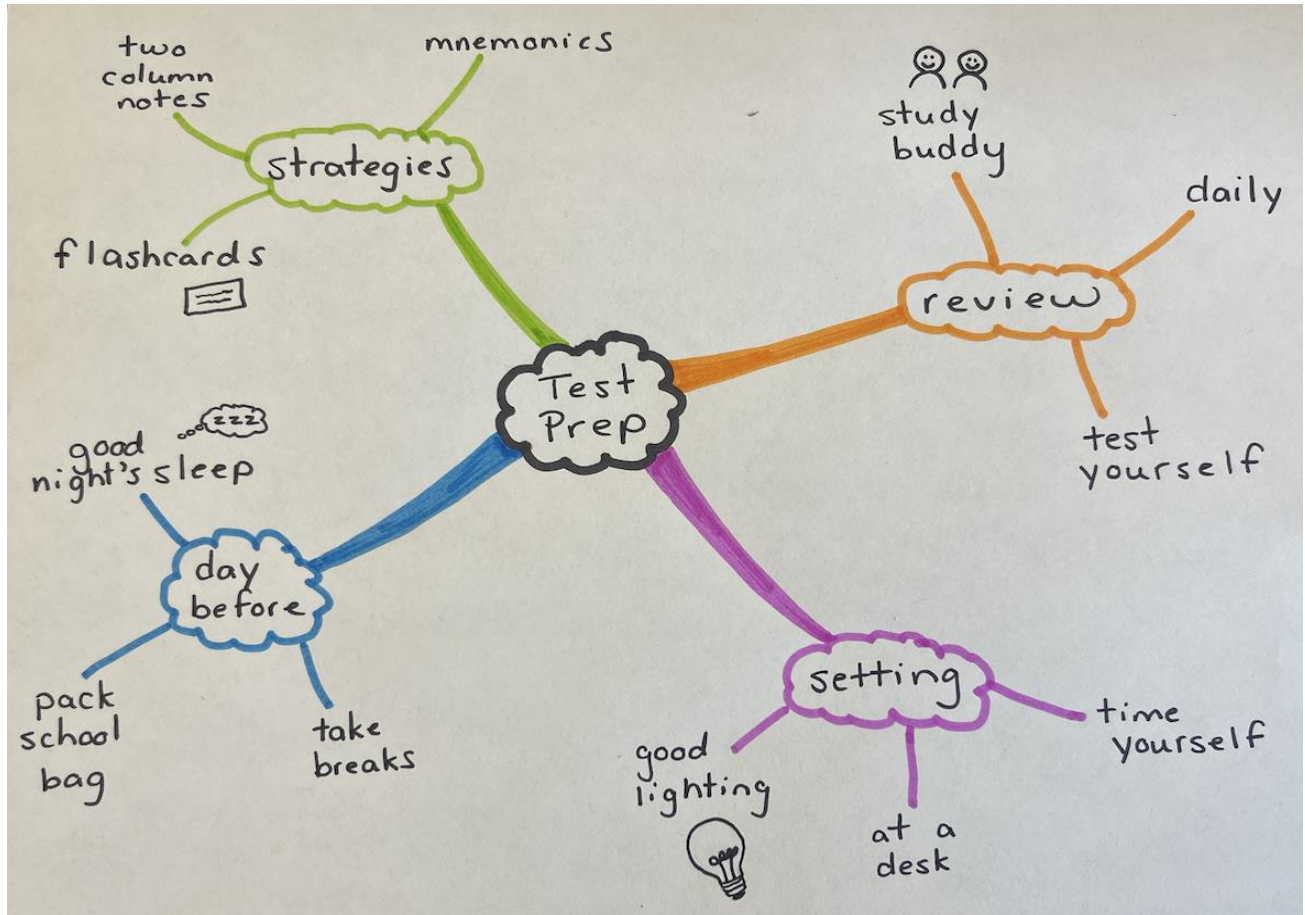 two
column
notes
mnemonics
strategies
flashcards
study
buddy
daily
review
test
yourself
Test
Prep
zzz
good
night's sleep
day
before
pack
school
bag
take
breaks
setting
time
yourself
good
lighting
at a
desk